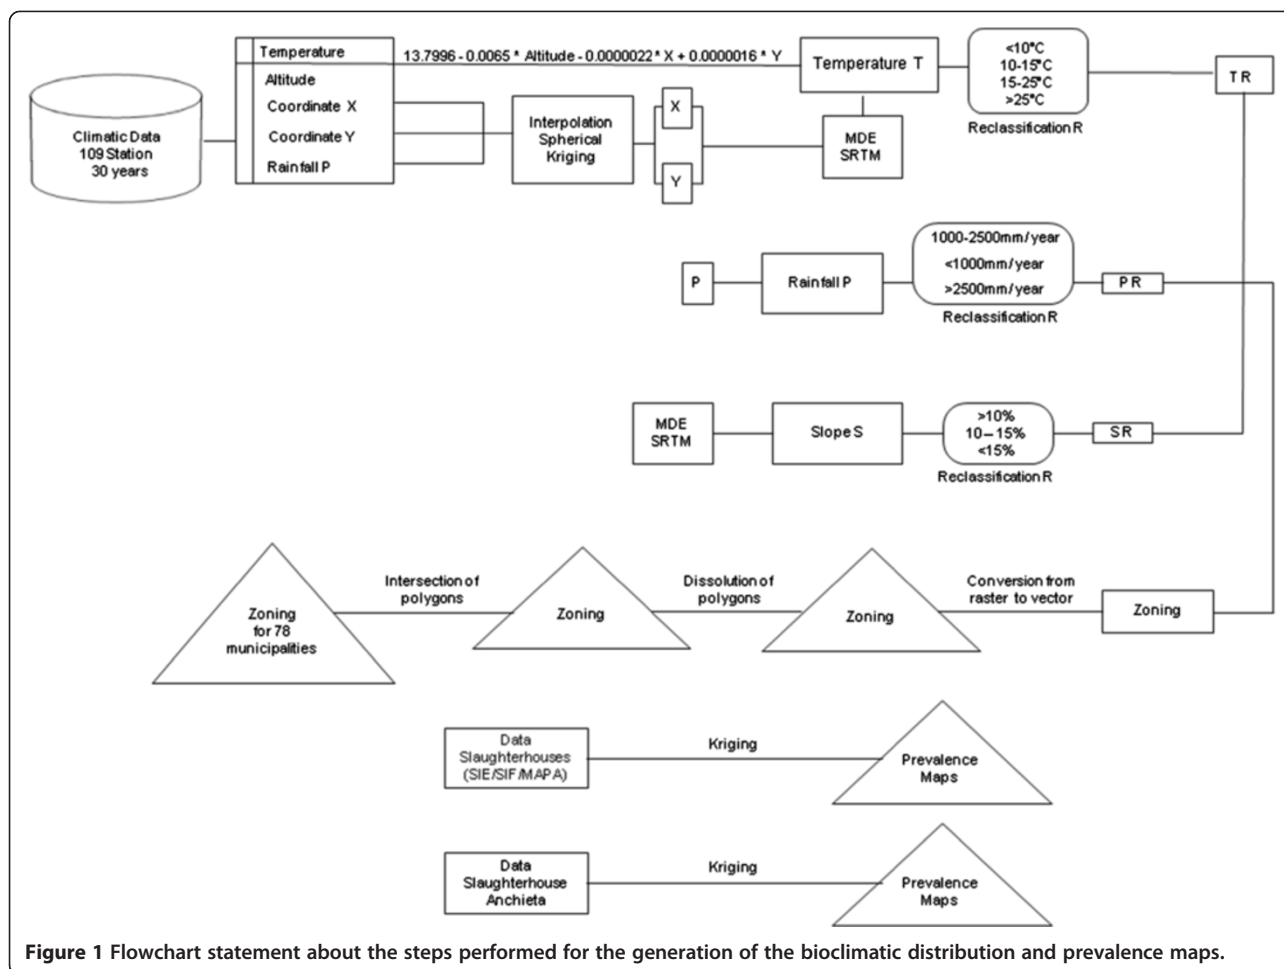 Temperature
13.7996 - 0.0065 * Altitude - 0.0000022 * X + 0.0000016 * Y
Altitude
Coordinate X
Coordinate Y
Rainfall P
Climatic Data
109 Station
30 years
Interpolation
Spherical
Kriging
X
Y
Temperature T
MDE
SRTM
<10°C
10-15°C
15-25°C
>25°C
Reclassification R
TR
P
Rainfall P
1000-2500mm/year
<1000mm/year
>2500mm/year
Reclassification R
PR
MDE
SRTM
Slope S
>10%
10–15%
<15%
Reclassification R
SR
Zoning
for 78
municipalities
Intersection of
polygons
Zoning
Dissolution of
polygons
Zoning
Conversion from
raster to vector
Zoning
Data
Slaughterhouses
(SIE/SIF/MAPA)
Kriging
Prevalence
Maps
Data
Slaughterhouse
Anchieta
Kriging
Prevalence
Maps
Figure 1 Flowchart statement about the steps performed for the generation of the bioclimatic distribution and prevalence maps.